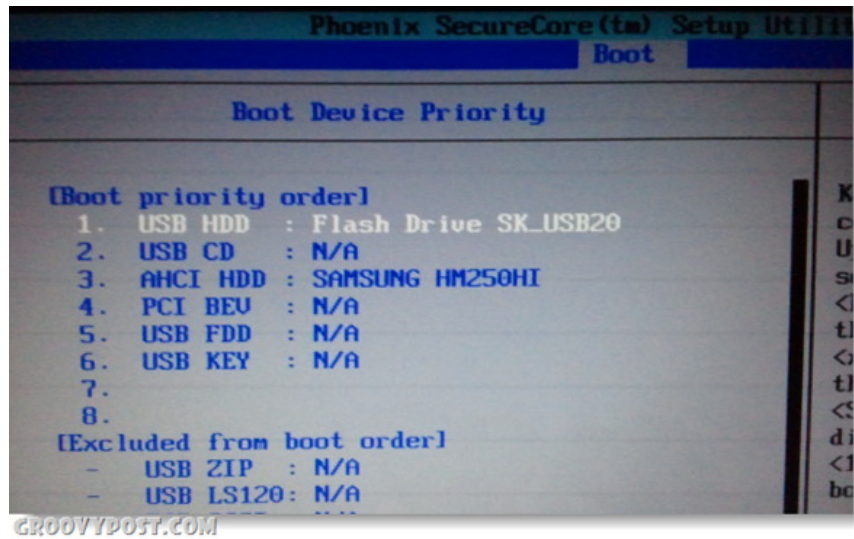 Phoenix SecureCore(tm) Setup
Boot
Boot Device Priority
[Boot priority order]
1. USB HDD : Flash Drive SK_USB20
2. USB CD : N/A
3. AHCI HDD : SAMSUNG HM250HI
4. PCI BEV : N/A
5. USB FDD : N/A
6. USB KEY : N/A
7.
8.
[Excluded from boot order]
- USB ZIP : N/A
- USB LS120: N/A
GROOVYPOST.COM